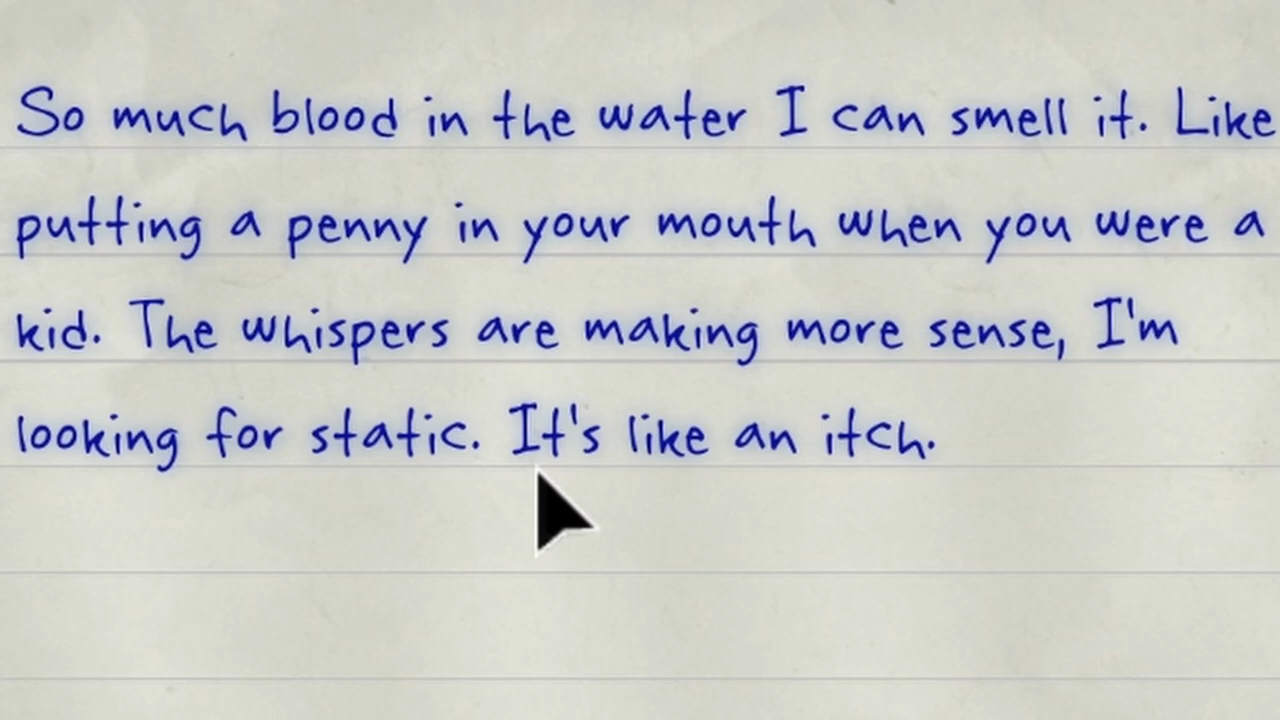 So much blood in the water I can smell it. Like
putting a penny in your mouth when you were a
kid. The whispers are making more sense, I'm
looking for static. It's like an itch.